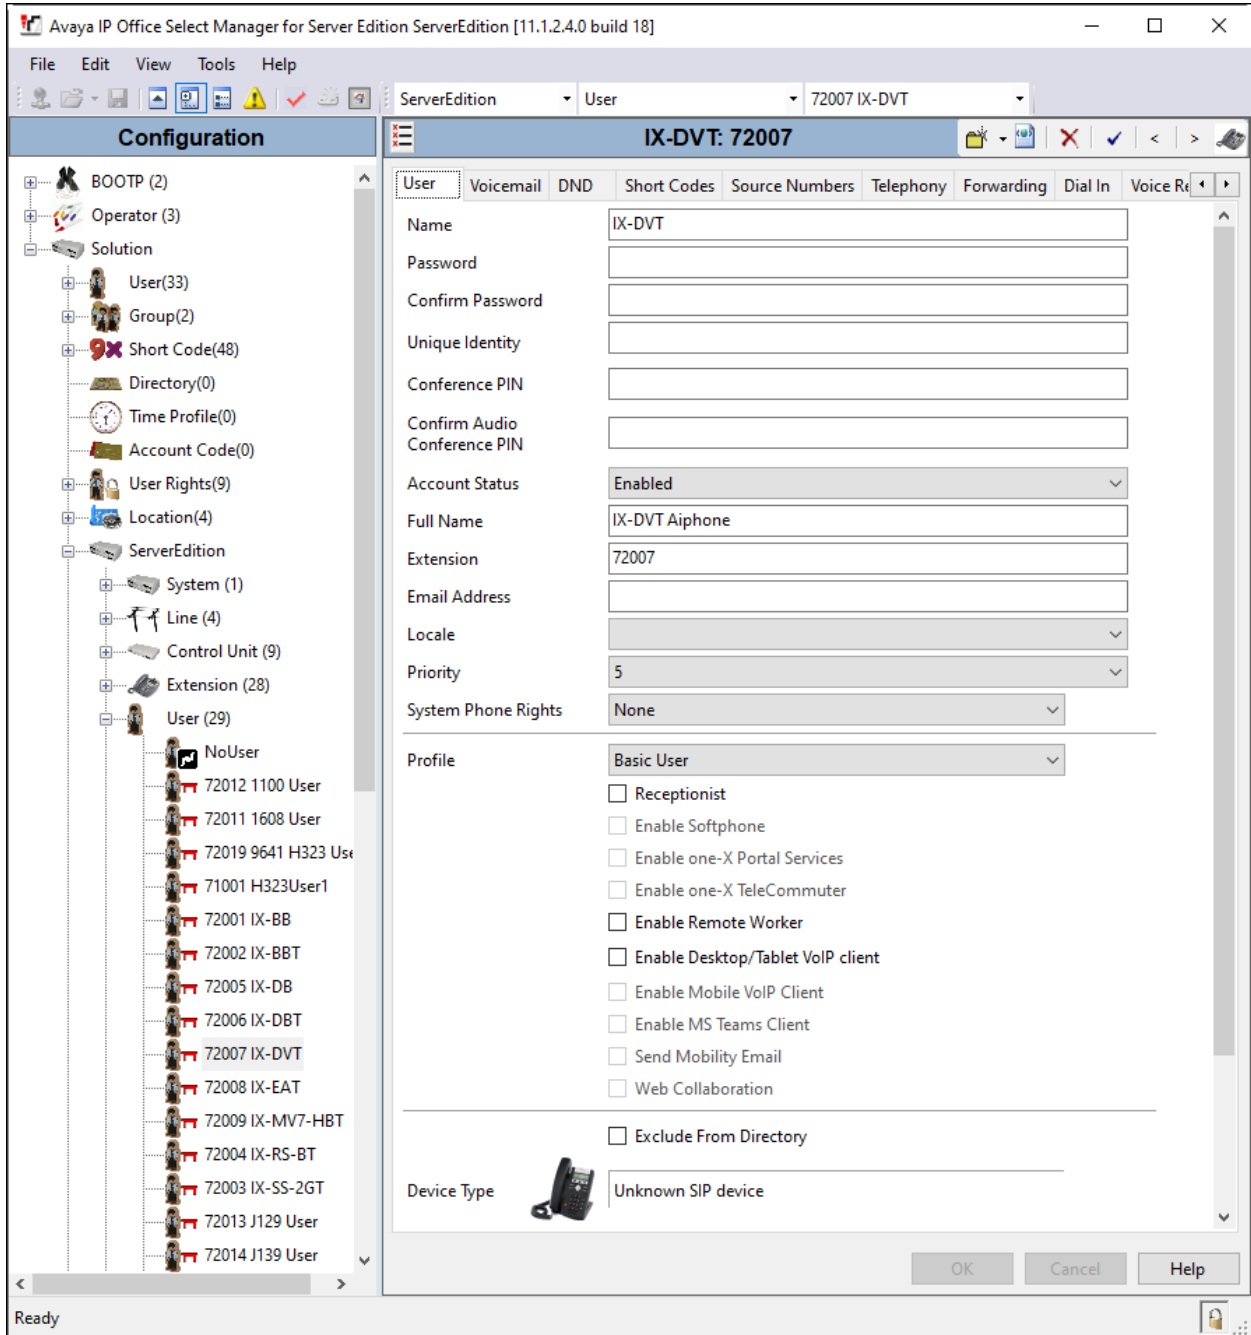 Avaya IP Office Select Manager for Server Edition ServerEdition [11.1.2.4.0 build 18]
File Edit View Tools Help
ServerEdition User 72007 IX-DVT
Configuration
BOOTP (2)
Operator (3)
Solution
User(33)
Group(2)
Short Code(48)
Directory(0)
Time Profile(0)
Account Code(0)
User Rights(9)
Location(4)
ServerEdition
System (1)
Line (4)
Control Unit (9)
Extension (28)
User (29)
NoUser
72012 1100 User
72011 1608 User
72019 9641 H323 Use
71001 H323User1
72001 IX-BB
72002 IX-BBT
72005 IX-DB
72006 IX-DBT
72007 IX-DVT
72008 IX-EAT
72009 IX-MV7-HBT
72004 IX-RS-BT
72003 IX-SS-2GT
72013 J129 User
72014 J139 User
IX-DVT: 72007
User Voicemail DND Short Codes Source Numbers Telephony Forwarding Dial In Voice Re
Name IX-DVT
Password
Confirm Password
Unique Identity
Conference PIN
Confirm Audio
Conference PIN
Account Status Enabled
Full Name IX-DVT Aiphone
Extension 72007
Email Address
Locale
Priority 5
System Phone Rights None
Profile Basic User
Receptionist
Enable Softphone
Enable one-X Portal Services
Enable one-X TeleCommuter
Enable Remote Worker
Enable Desktop/Tablet VoIP client
Enable Mobile VoIP Client
Enable MS Teams Client
Send Mobility Email
Web Collaboration
Exclude From Directory
Device Type Unknown SIP device
OK Cancel Help
Ready